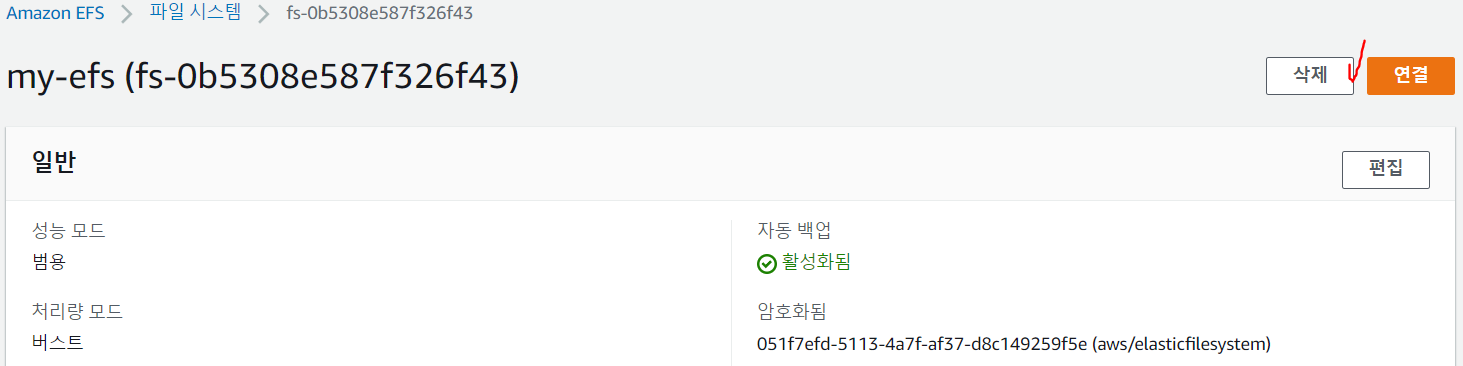 Amazon EFS > 파일 시스템 > fs-0b5308e587f326f43
my-efs (fs-0b5308e587f326f43)
삭제
연결
일반
편집
성능 모드
범용
처리량 모드
버스트
자동 백업
활성화됨
암호화됨
051f7efd-5113-4a7f-af37-d8c149259f5e (aws/elasticfilesystem)